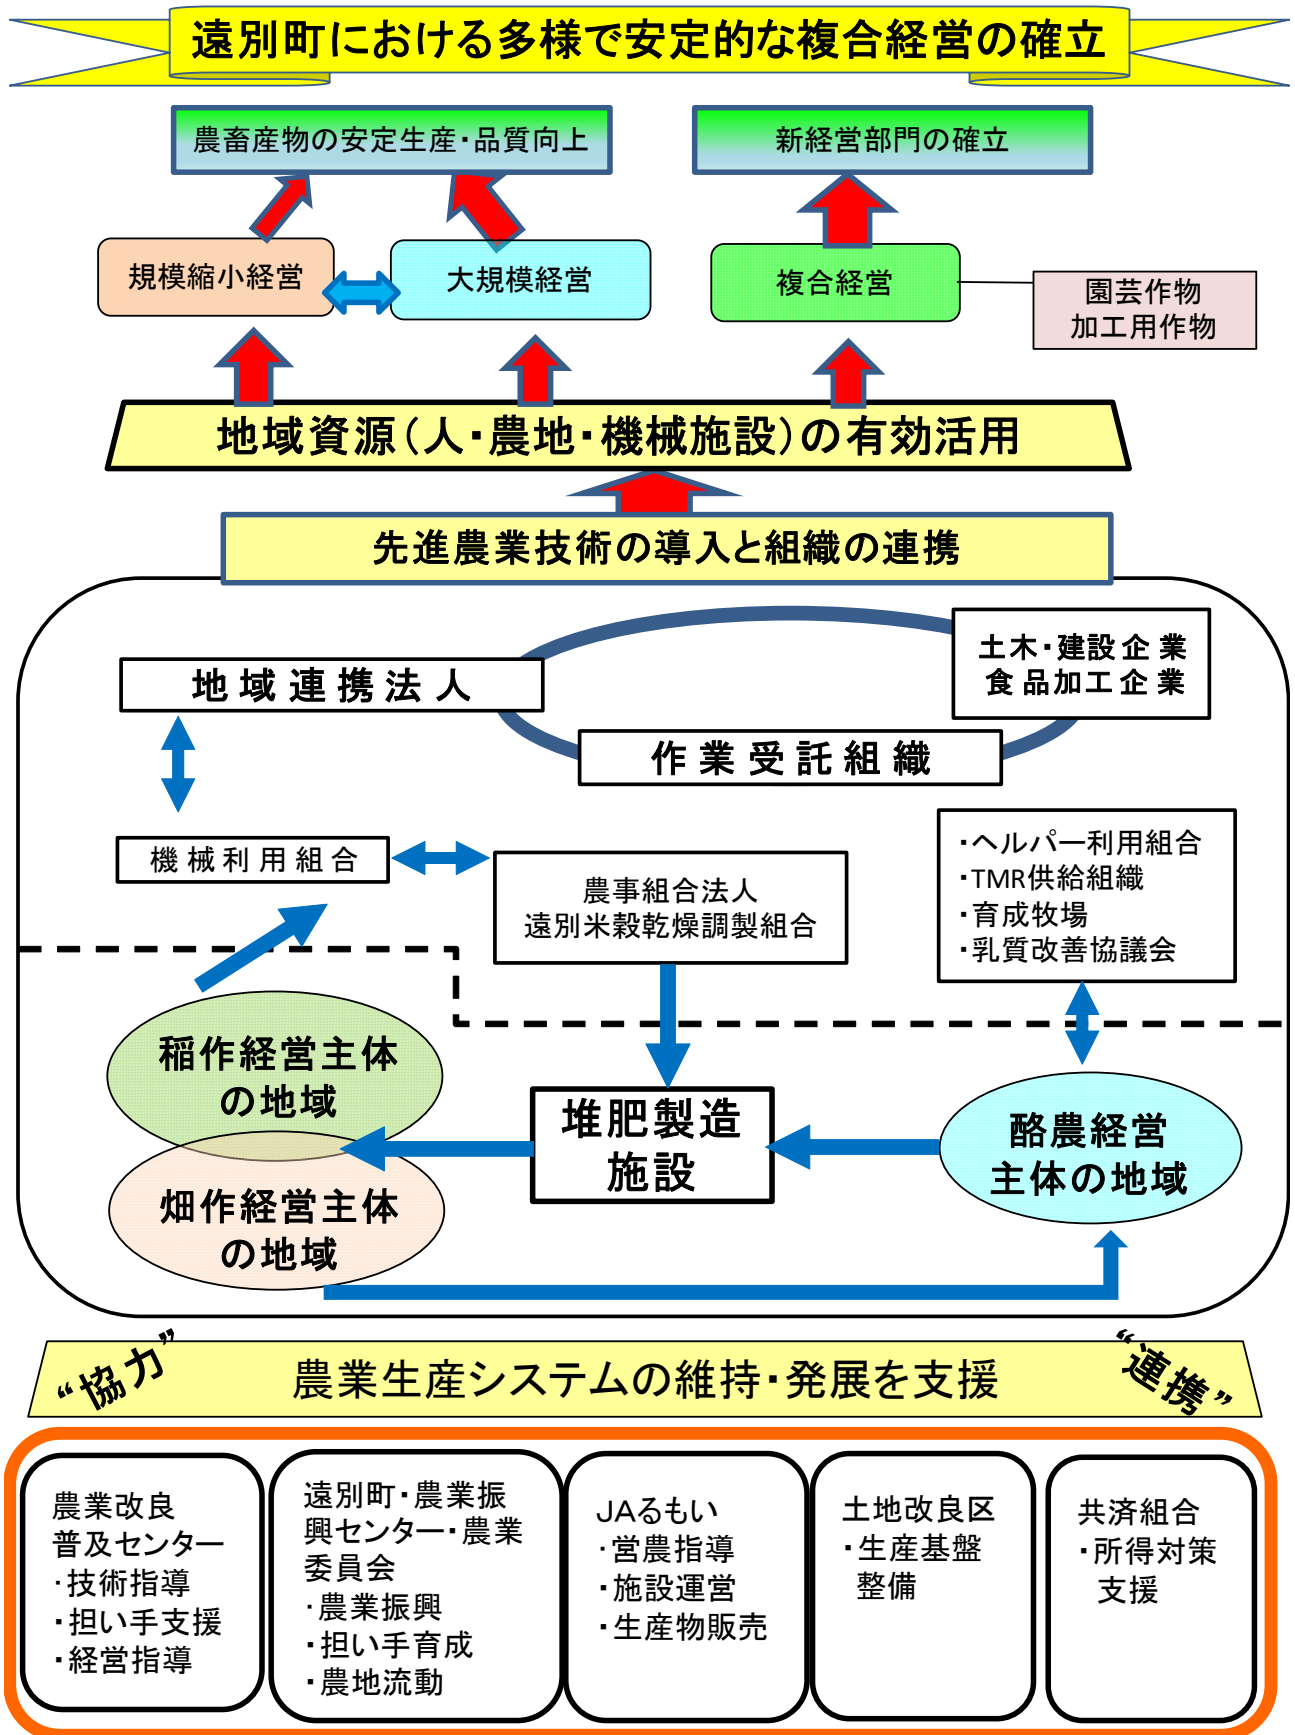 遠別町における多様で安定的な複合経営の確立
農畜産物の安定生産・品質向上
新経営部門の確立
規模縮小経営
大規模経営
複合経営
園芸作物
加工用作物
地域資源(人・農地・機械施設)の有効活用
先進農業技術の導入と組織の連携
土木・建設企業
食品加工企業
地域連携法人
作業受託組織
機械利用組合
農事組合法人
遠別米穀乾燥調製組合
・ヘルパー利用組合
・TMR供給組織
・育成牧場
・乳質改善協議会
稲作経営主体
の地域
堆肥製造
施設
酪農経営
主体の地域
畑作経営主体
の地域
“協力”
農業生産システムの維持・発展を支援
“連携”
農業改良
普及センター
・技術指導
・担い手支援
・経営指導
遠別町・農業振
興センター・農業
委員会
・農業振興
・担い手育成
・農地流動
JAるもい
・営農指導
・施設運営
・生産物販売
土地改良区
・生産基盤
整備
共済組合
・所得対策
支援